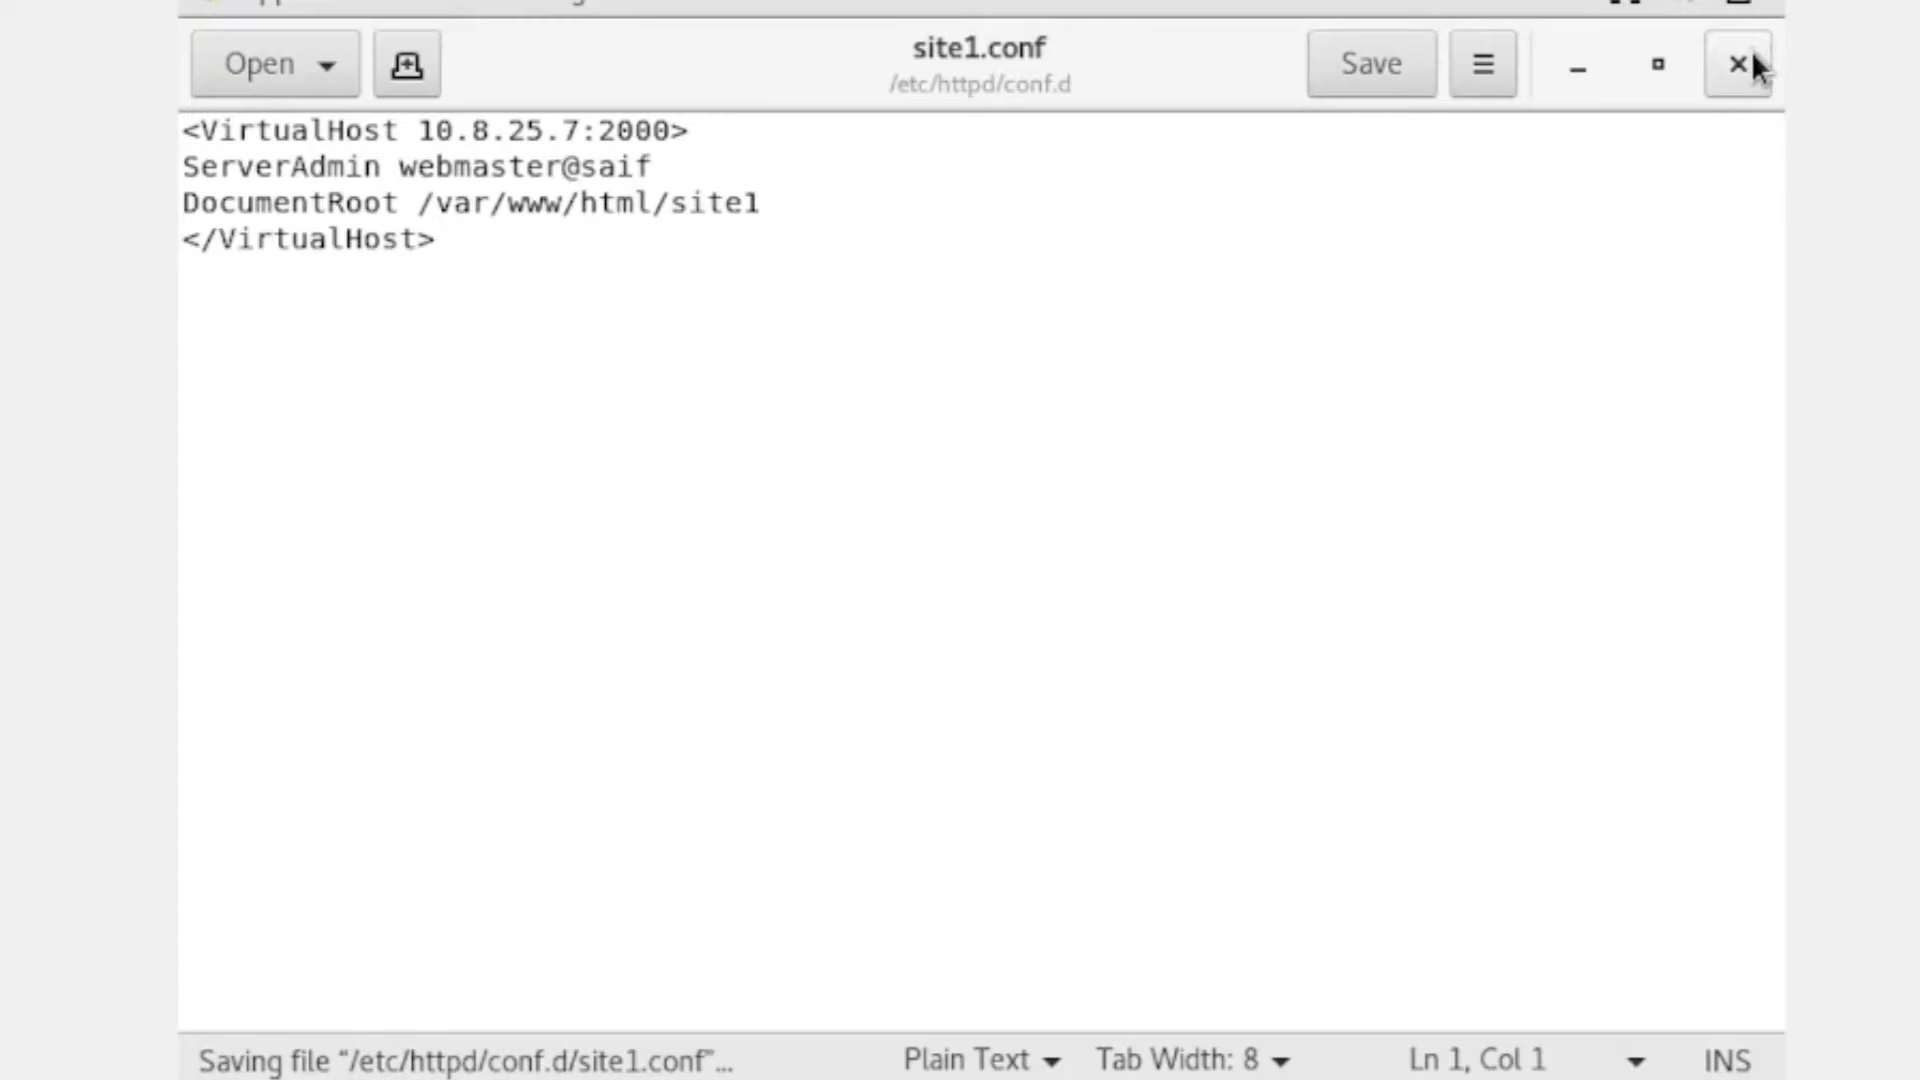 Open
site1.conf
/etc/httpd/conf.d
Save
<VirtualHost 10.8.25.7:2000>
ServerAdmin webmaster@saif
DocumentRoot /var/www/html/site1
</VirtualHost>
Saving file “/etc/httpd/conf.d/site1.conf”... Plain Text Tab Width: 8 Ln 1, Col 1 INS